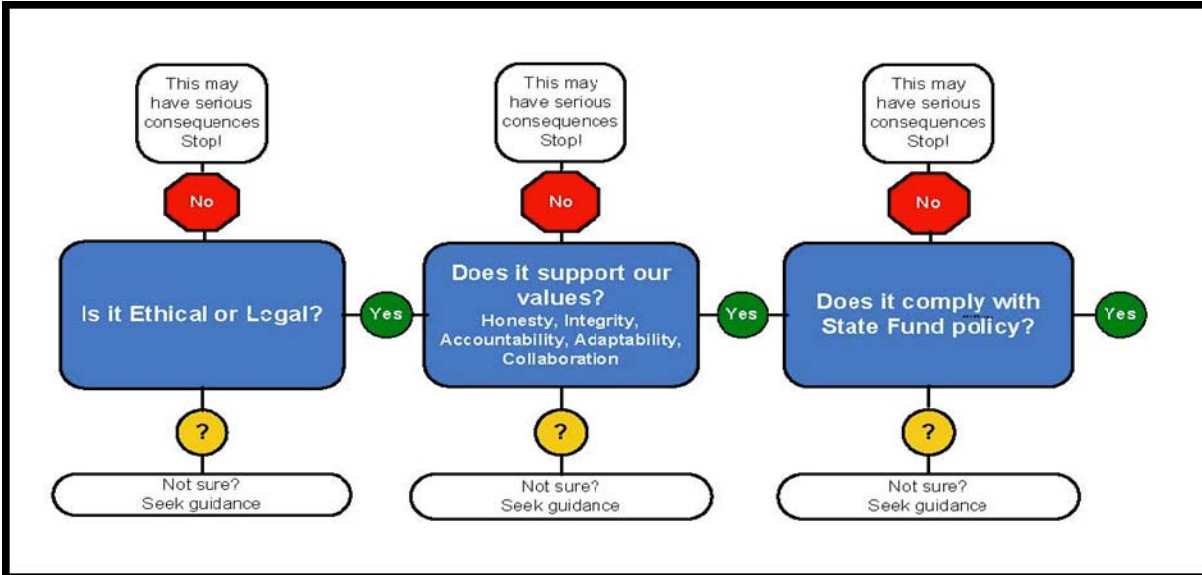 This may
have serious
consequences
Stop!
No
Is it Ethical or Legal?
?
Not sure?
Seek guidance
Yes
This may
have serious
consequences
Stop!
No
Does it support our
values?
Honesty, Integrity,
Accountability, Adaptability,
Collaboration
?
Not sure?
Seek guidance
Yes
This may
have serious
consequences
Stop!
No
Does it comply with
State Fund policy?
?
Not sure?
Seek guidance
Yes